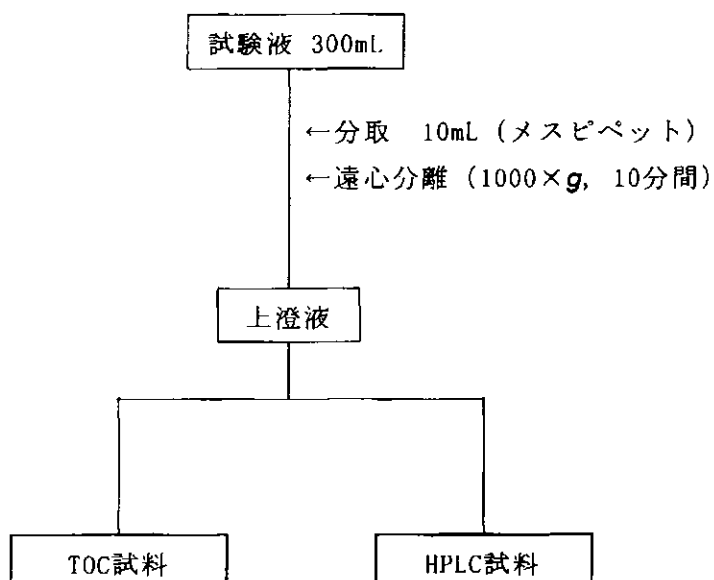 試験液 300mL
←分取 10mL (メスピペット)
←遠心分離 (1000×g, 10分間)
上澄液
TOC試料
HPLC試料